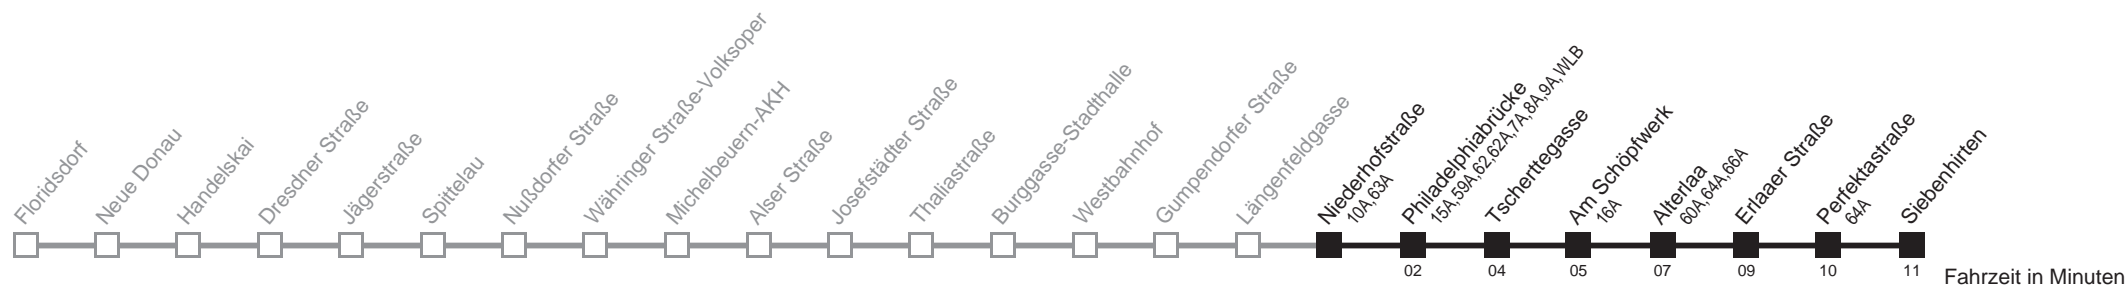 Floridsdorf
Neue Donau
Handelskai
Dresdner Straße
Jägerstraße
Spittelau
Nußdorfer Straße
Währinger Straße-Volksoper
Michelbeuern-AKH
Alser Straße
Josefstädter Straße
Thaliastraße
Burggasse-Stadthalle
Westbahnhof
Gumpendorfer Straße
Längenfeldgasse
Niederhofstraße
10A,63A
Philadelphiabrücke
15A,59A,62,62A,7A,8A,9A,WLB
Tscherttegasse
Am Schöpfwerk
16A
Alterlaa
60A,64A,66A
Erlaaer Straße
Perfektastraße
64A
Siebenhirten
02 04 05 07 09 10 11
Fahrzeit in Minuten